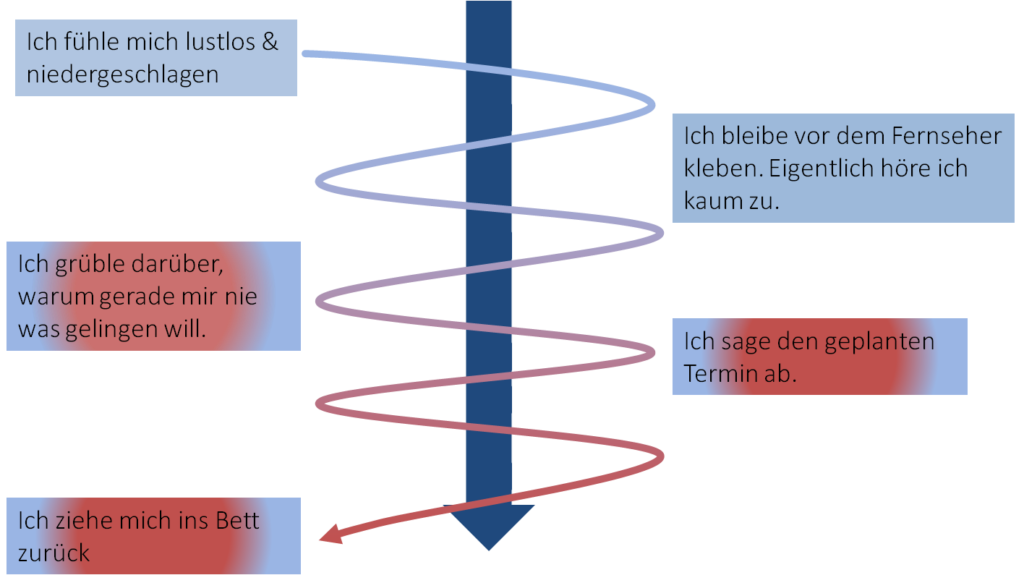 Ich fühle mich lustlos &
niedergeschlagen
Ich bleibe vor dem Fernseher
kleben. Eigentlich höre ich
kaum zu.
Ich grüble darüber,
warum gerade mir nie
was gelingen will.
Ich sage den geplanten
Termin ab.
Ich ziehe mich ins Bett
zurück